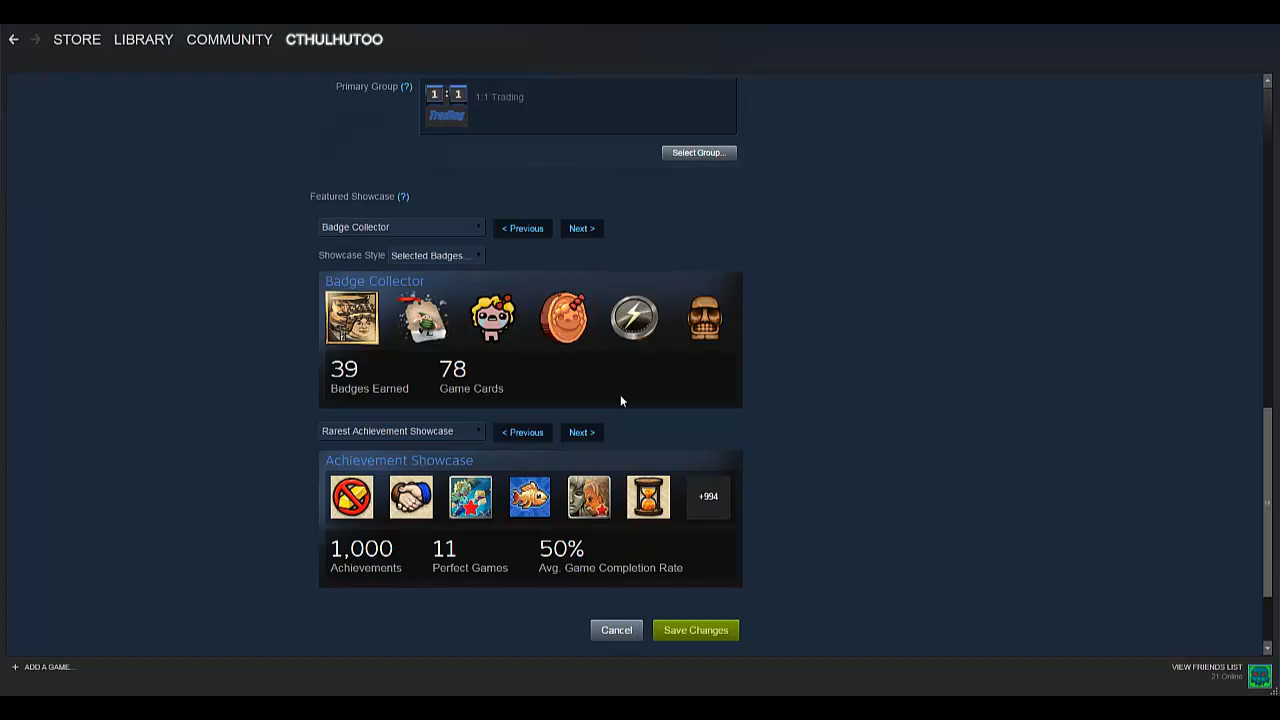 STORE LIBRARY COMMUNITY CTHULHUTOO
Primary Group (?)
1 : 1
Trading
1:1 Trading
Select Group...
Featured Showcase (?)
Badge Collector < Previous Next >
Showcase Style Selected Badges...
Badge Collector
39 78
Badges Earned Game Cards
Rarest Achievement Showcase < Previous Next >
Achievement Showcase
+994
1,000 11 50%
Achievements Perfect Games Avg. Game Completion Rate
Cancel Save Changes
+ ADD A GAME...
VIEW FRIENDS LIST
21 Online